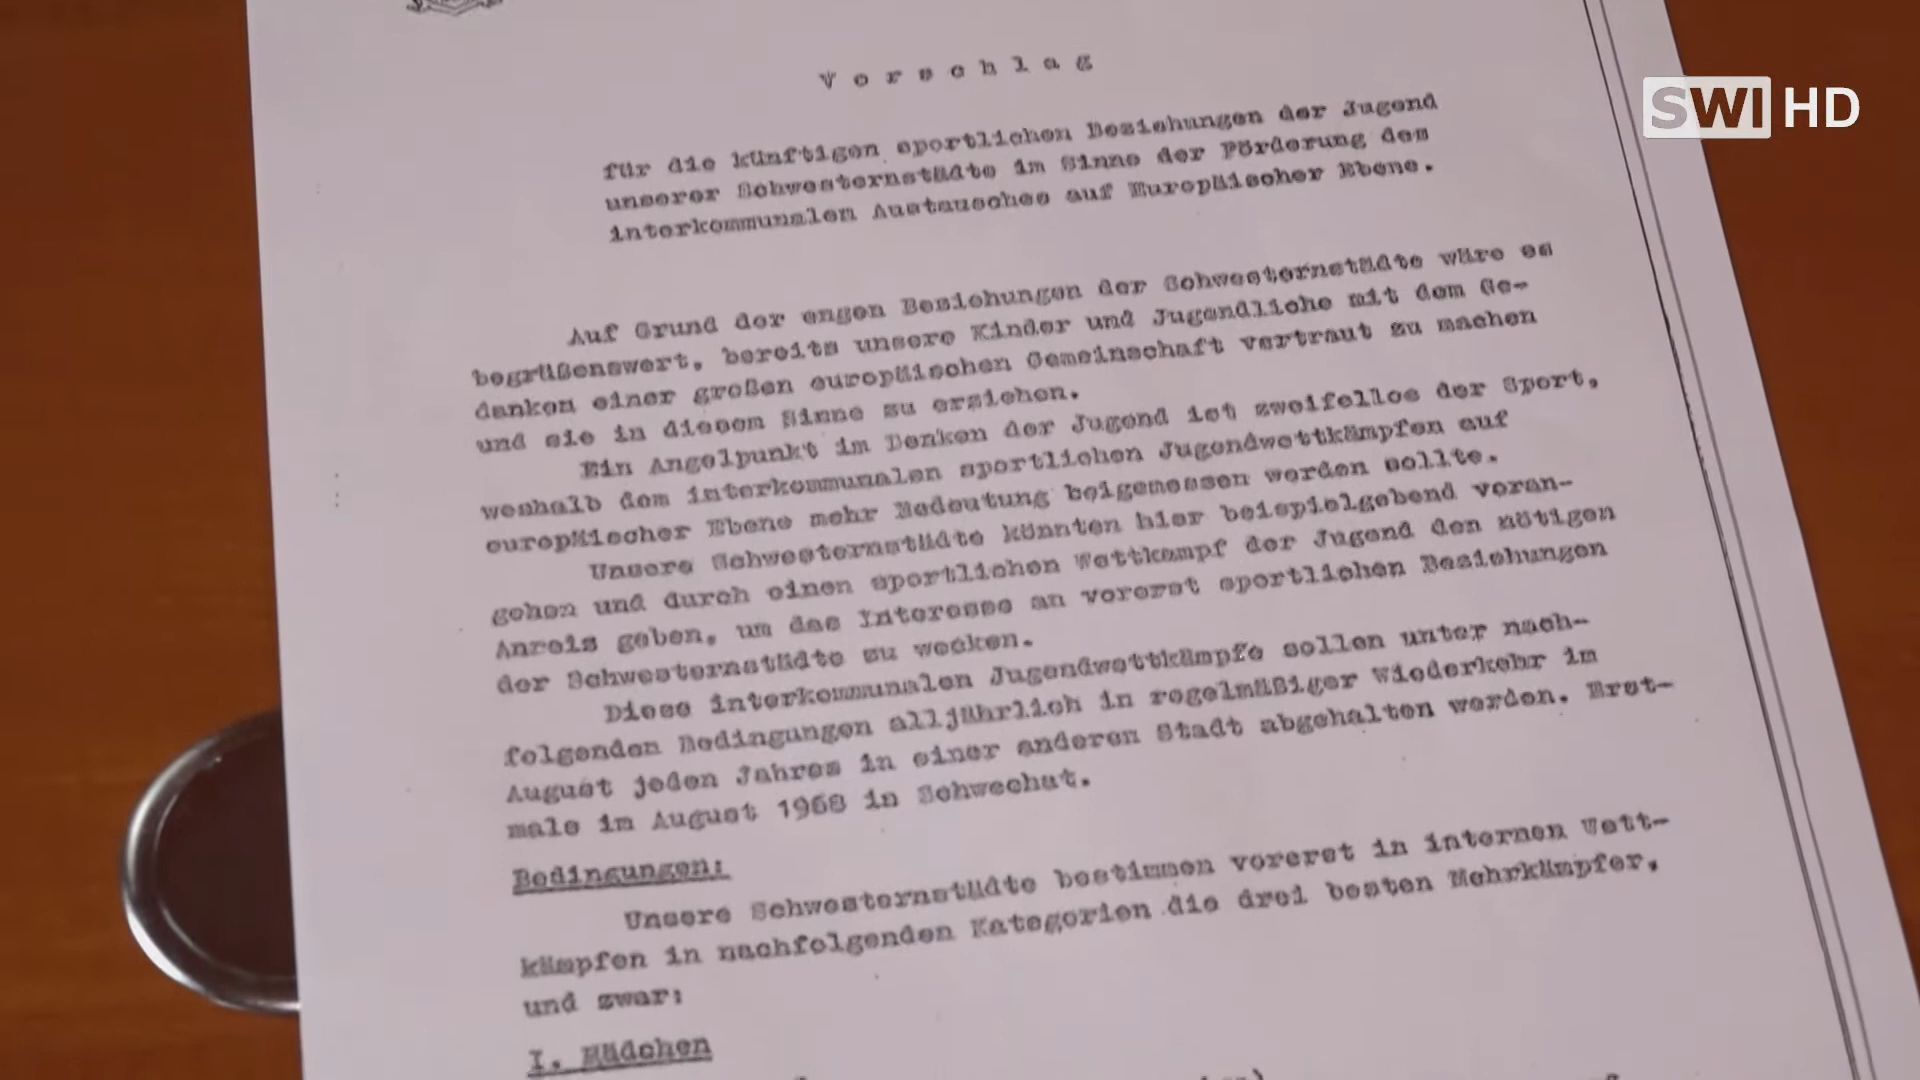 SWI HD
Vorschlag
für die künftigen sportlichen Beziehungen der Jugend
unserer Schwesternstädte im Sinne der Förderung des
interkommunalen Austausches auf Europäischer Ebene.
Auf Grund der engen Beziehungen der Schwesternstädte wäre es
begrüßenswert, bereits unsere Kinder und Jugendliche mit dem Ge-
danken einer großen europäischen Gemeinschaft vertraut zu machen
und sie in diesem Sinne zu erziehen.
Ein Angelpunkt im Denken der Jugend ist zweifellos der Sport,
weshalb dem interkommunalen sportlichen Jugendwettkämpfen auf
europäischer Ebene mehr Bedeutung beigemessen werden sollte.
Unsere Schwesternstädte könnten hier beispielgebend voran-
gehen und durch einen sportlichen Wettkampf der Jugend den nötigen
Anreis geben, um das Interesse an vorerst sportlichen Beziehungen
der Schwesternstädte zu wecken.
Diese interkommunalen Jugendwettkämpfe sollen unter nach-
folgenden Bedingungen alljährlich in regelmäßiger Wiederkehr im
August jeden Jahres in einer anderen Stadt abgehalten werden. Erst-
mals im August 1968 in Schwechat.
Bedingungen:
Unsere Schwesternstädte bestimmen vorerst in internen Wett-
kämpfen in nachfolgenden Kategorien die drei besten Mehrkämpfer,
und zwar:
I. Mädchen